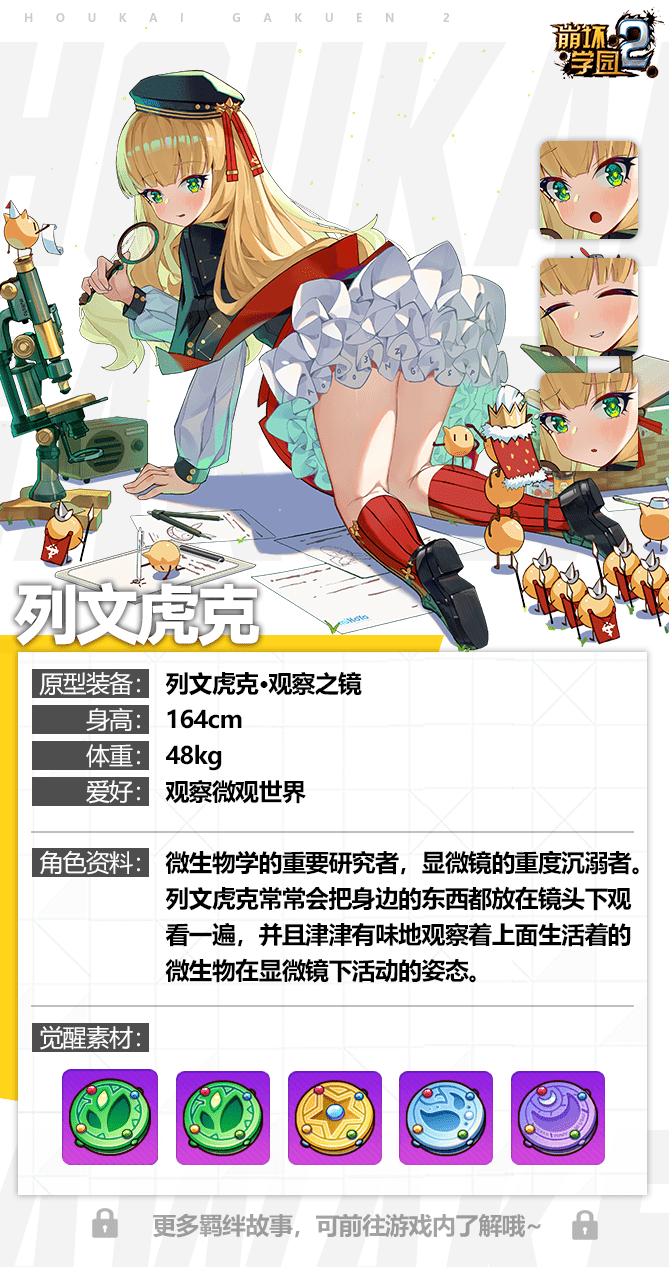 HOUKAI GAKUEN 2
崩坏
学园2
列文虎克
原型装备： 列文虎克•观察之镜
身高： 164cm
体重： 48kg
爱好： 观察微观世界
角色资料： 微生物学的重要研究者，显微镜的重度沉溺者。
列文虎克常常会把身边的东西都放在镜头下观
看一遍，并且津津有味地观察着上面生活着的
微生物在显微镜下活动的姿态。
觉醒素材：
更多羁绊故事，可前往游戏内了解哦~